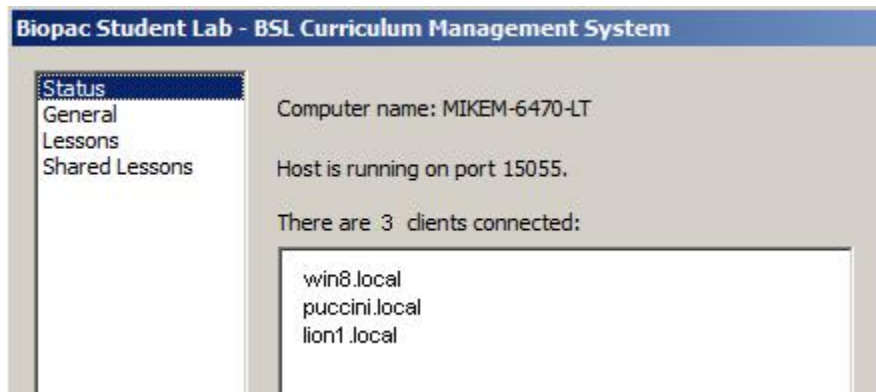 Biopac Student Lab - BSL Curriculum Management System
Status
General
Lessons
Shared Lessons
Computer name: MIKEM-6470-LT
Host is running on port 15055.
There are 3 clients connected:
win8.local
puccini.local
lion1.local